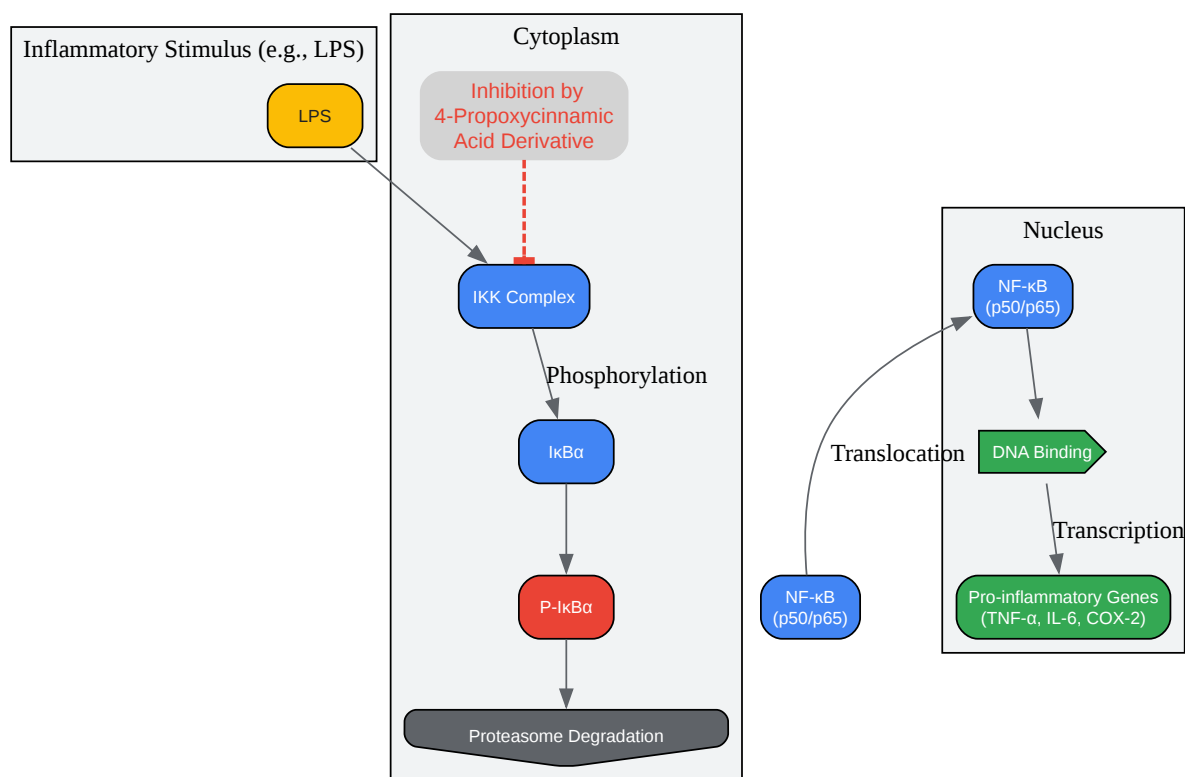 Inflammatory Stimulus (e.g., LPS)
LPS
Cytoplasm
Inhibition by
4-Propoxycinnamic
Acid Derivative
IKK Complex
Phosphorylation
IκBα
P-IκBα
Proteasome Degradation
NF-κB
(p50/p65)
Translocation
Nucleus
NF-κB
(p50/p65)
DNA Binding
Transcription
Pro-inflammatory Genes
(TNF-α, IL-6, COX-2)